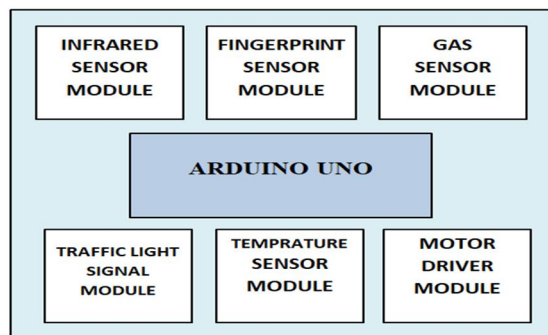 INFRARED
SENSOR
MODULE
FINGERPRINT
SENSOR
MODULE
GAS
SENSOR
MODULE
ARDUINO UNO
TRAFFIC LIGHT
SIGNAL
MODULE
TEMPRATURE
SENSOR
MODULE
MOTOR
DRIVER
MODULE